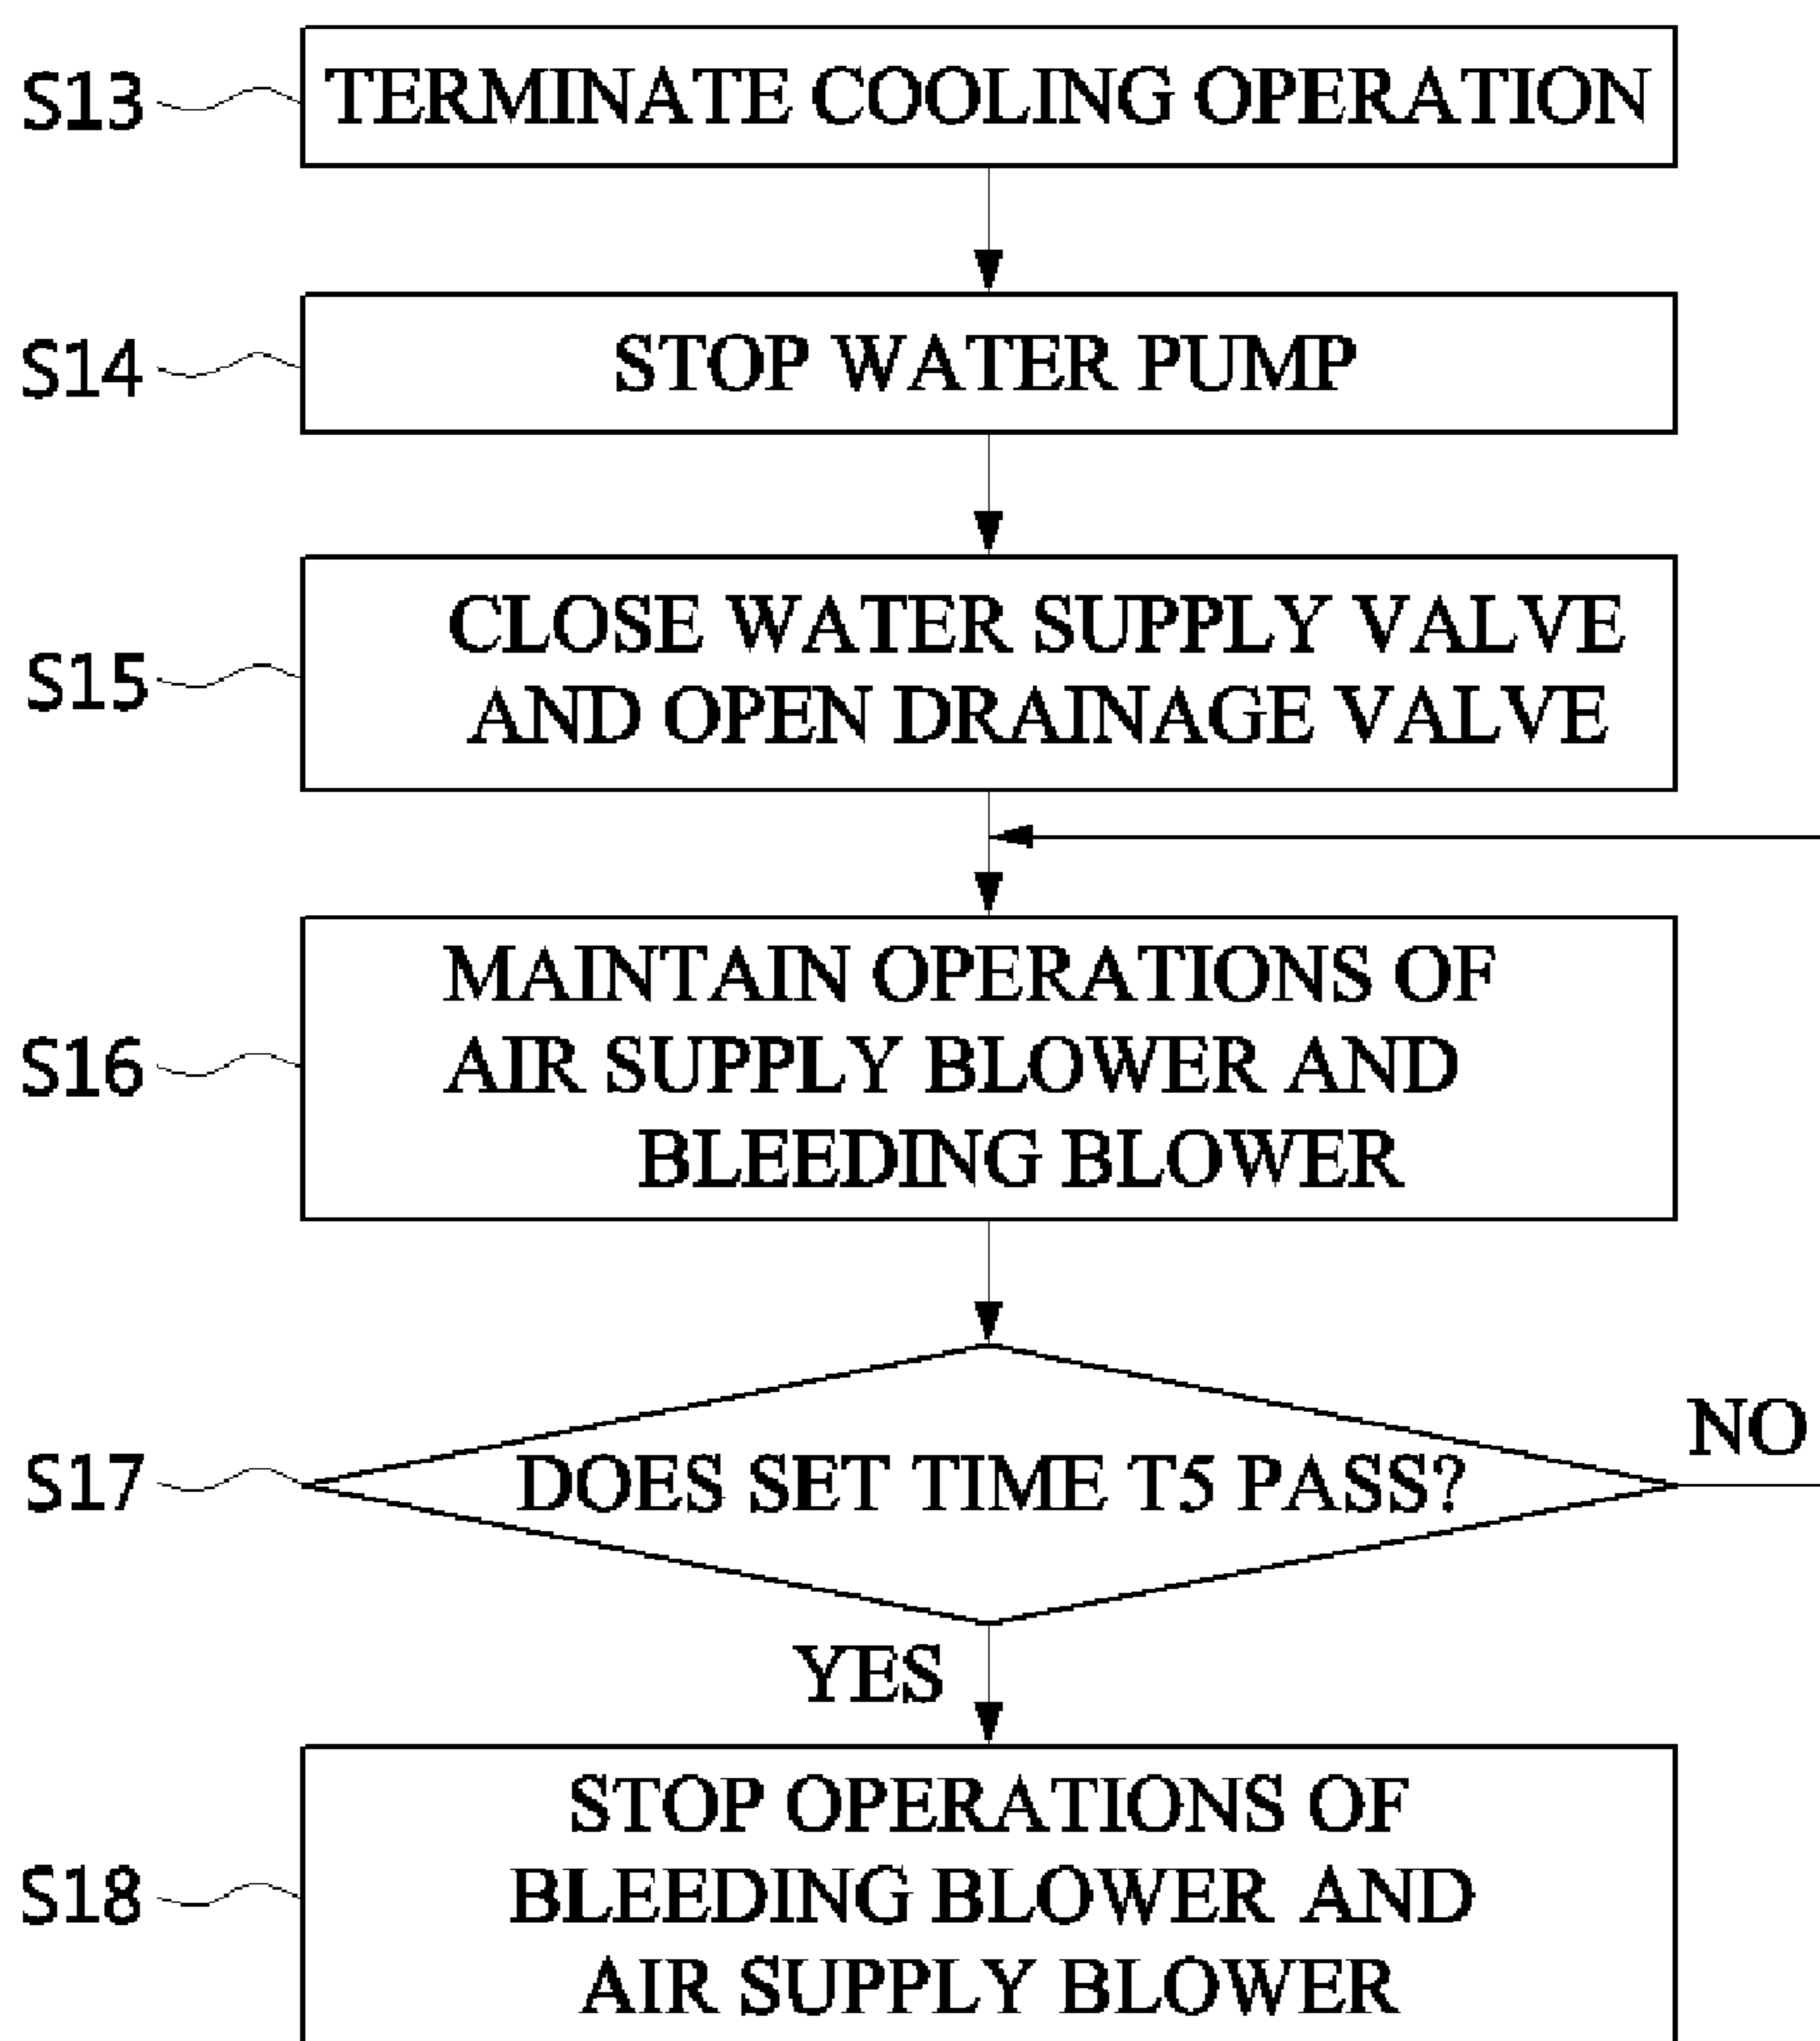 S13 TERMINATE COOLING OPERATION
S14 STOP WATER PUMP
CLOSE WATER SUPPLY VALVE
S15 AND OPEN DRAINAGE VALVE
MAINTAIN OPERATIONS OF
S16 AIR SUPPLY BLOWER AND
BLEEDING BLOWER
NO
S17 DOES SET TIME T5 PASS?
YES
STOP OPERATIONS OF
S18 BLEEDING BLOWER AND
AIR SUPPLY BLOWER